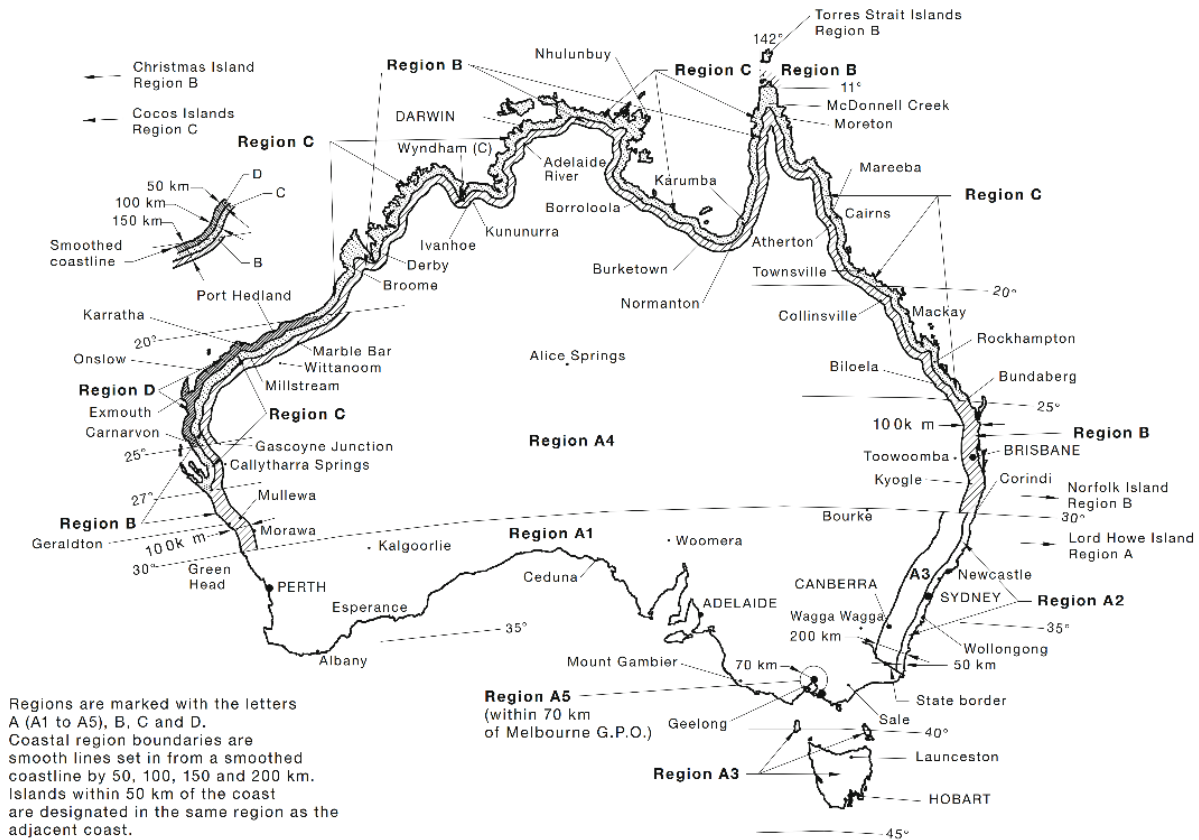 Torres Strait Islands
Region B
142°
Nhulunbuy
Christmas Island
Region B
Region B
Region C
Region B
11°
Cocos Islands
Region C
DARWIN
McDonnell Creek
Moreton
Region C
Wyndham (C)
Adelaide
River
Mareeba
D
50 km
C
100 km
150 km
Karumba
Region C
Borroloola
Cairns
Kununurra
Ivanhoe
Atherton
Smoothed
coastline
B
Derby
Burketown
Townsville
Broome
Port Hedland
Normanton
20°
Collinsville
Karratha
20°
Mackay
Marble Bar
Wittanoom
Alice Springs
Rockhampton
Onslow
Millstream
Biloela
Bundaberg
Region D
Exmouth
Region C
25°
Carnarvon
100k m
Region B
Gascoyne Junction
Region A4
25°
Callytharra Springs
Toowoomba
BRISBANE
Kyogle
Corindi
27°
Mullewa
Norfolk Island
Region B
Region B
Bourke
30°
Geraldton
100k m
Morawa
Region A1
Lord Howe Island
Region A
Kalgoorlie
Woomera
30°
Green
Head
Ceduna
A3
Newcastle
PERTH
CANBERRA
SYDNEY
Region A2
Esperance
ADELAIDE
Wagga Wagga
35°
35°
200 km
Wollongong
Albany
Mount Gambier
70 km
50 km
Region A5
(within 70 km
of Melbourne G.P.O.)
State border
Geelong
Sale
40°
Regions are marked with the letters
A (A1 to A5), B, C and D.
Coastal region boundaries are
smooth lines set in from a smoothed
coastline by 50, 100, 150 and 200 km.
Islands within 50 km of the coast
are designated in the same region as the
adjacent coast.
Launceston
Region A3
HOBART
45°